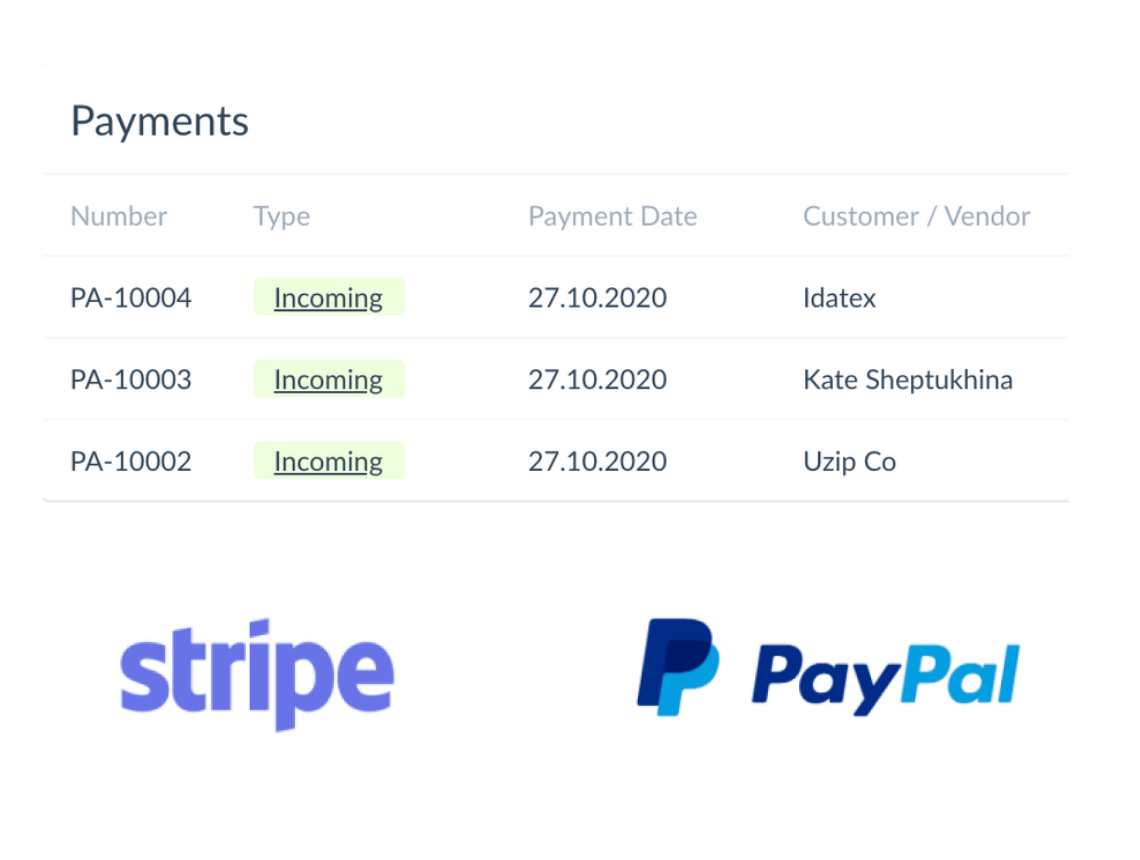 Payments
Number Type Payment Date Customer / Vendor
PA-10004 Incoming 27.10.2020 Idatex
PA-10003 Incoming 27.10.2020 Kate Sheptukhina
PA-10002 Incoming 27.10.2020 Uzip Co
stripe PayPal